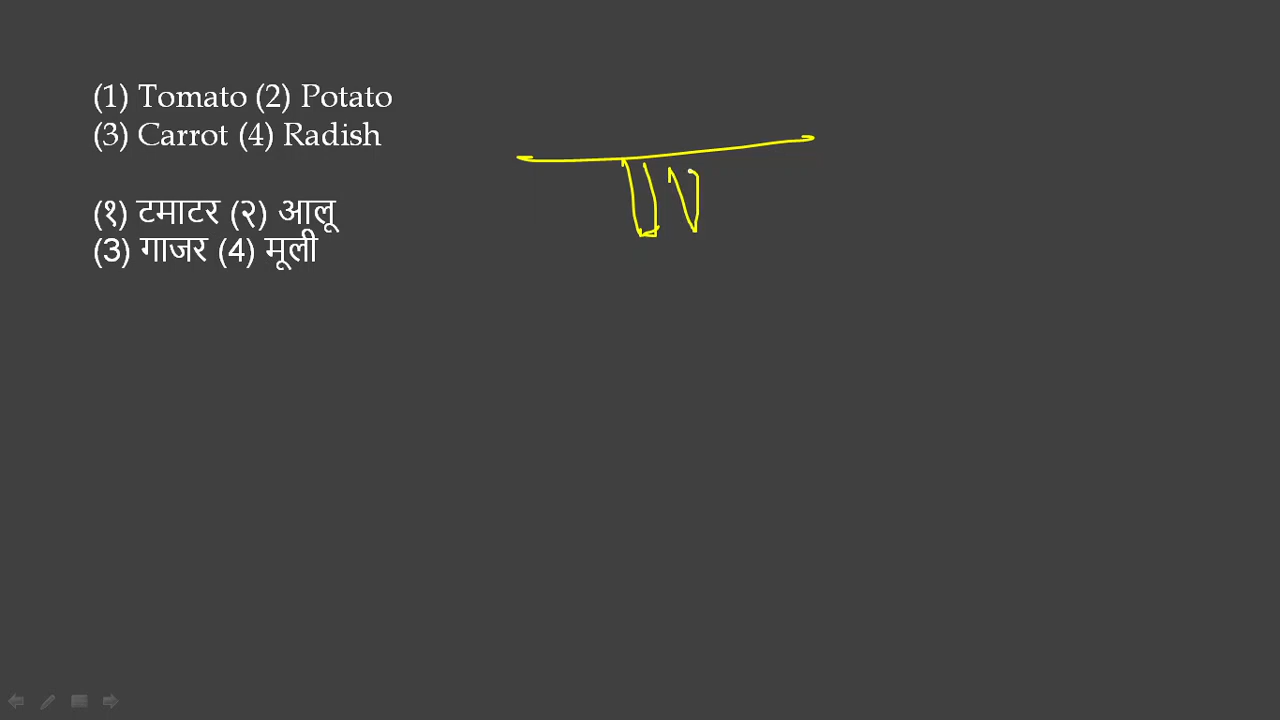 (1) Tomato (2) Potato
(3) Carrot (4) Radish
(१) टमाटर (२) आलू
(3) गाजर (4) मूली